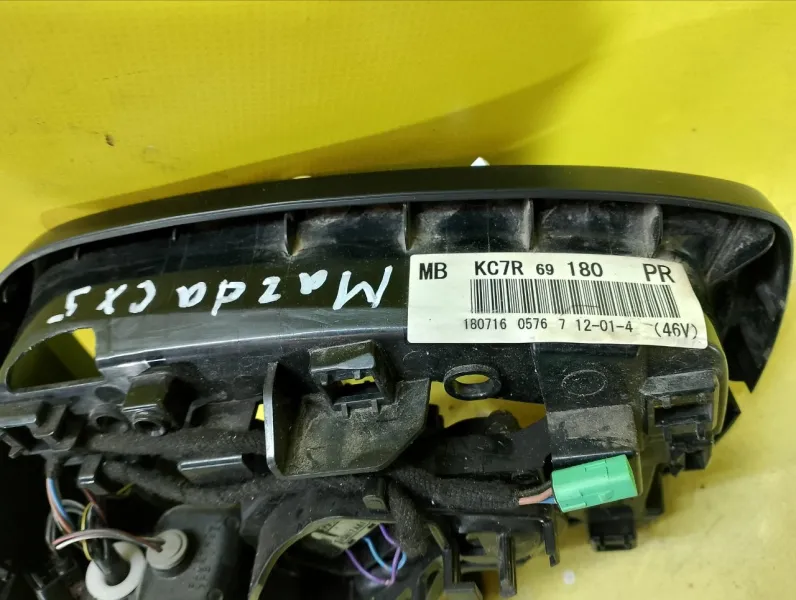 MB KC7R 69 180 PR
180716 0576 7 12-01-4 (46V)
Mazda CX5